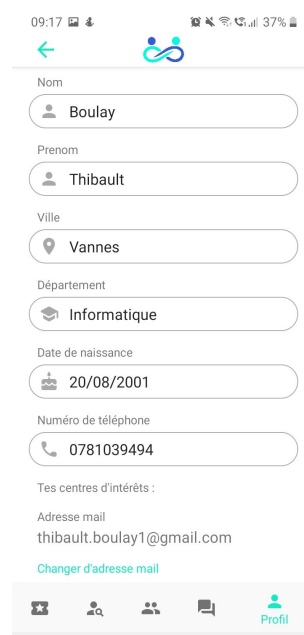 09:17 37%
Nom
Boulay
Prenom
Thibault
Ville
Vannes
Département
Informatique
Date de naissance
20/08/2001
Numéro de téléphone
0781039494
Tes centres d'intérêts :
Adresse mail
thibault.boulay1@gmail.com
Changer d'adresse mail
Profil